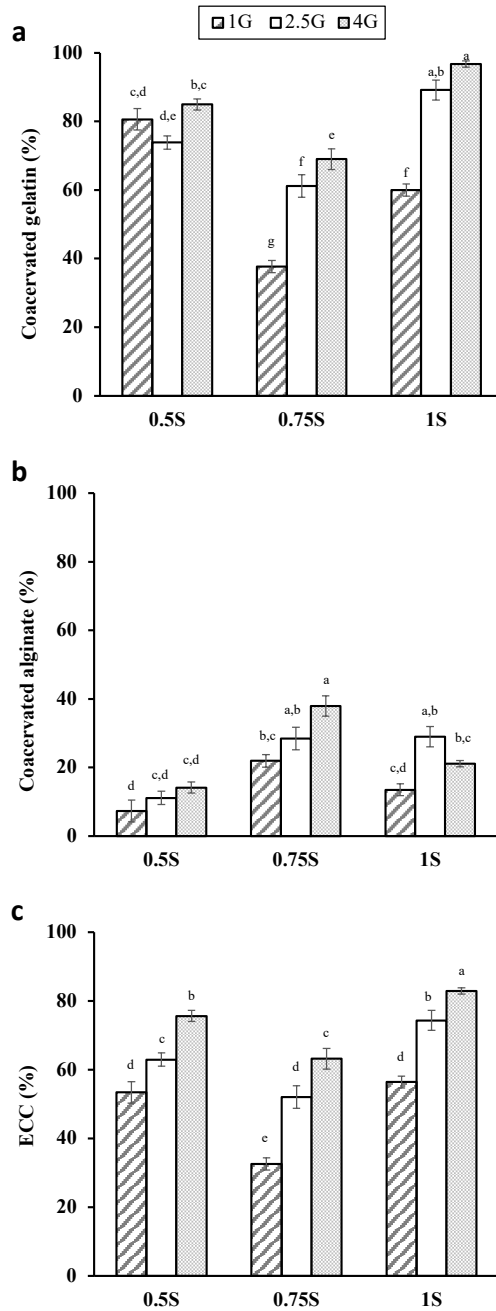 1G 2.5G 4G
a
Coacervated gelatin (%)
100
80
60
40
20
0
c,d d,e b,c g f e f a,b a
0.5S 0.75S 1S
b
Coacervated alginate (%)
100
80
60
40
20
0
d c,d c,d b,c a,b a c,d a,b b,c
0.5S 0.75S 1S
c
ECC (%)
100
80
60
40
20
0
d c b e d c d b a
0.5S 0.75S 1S